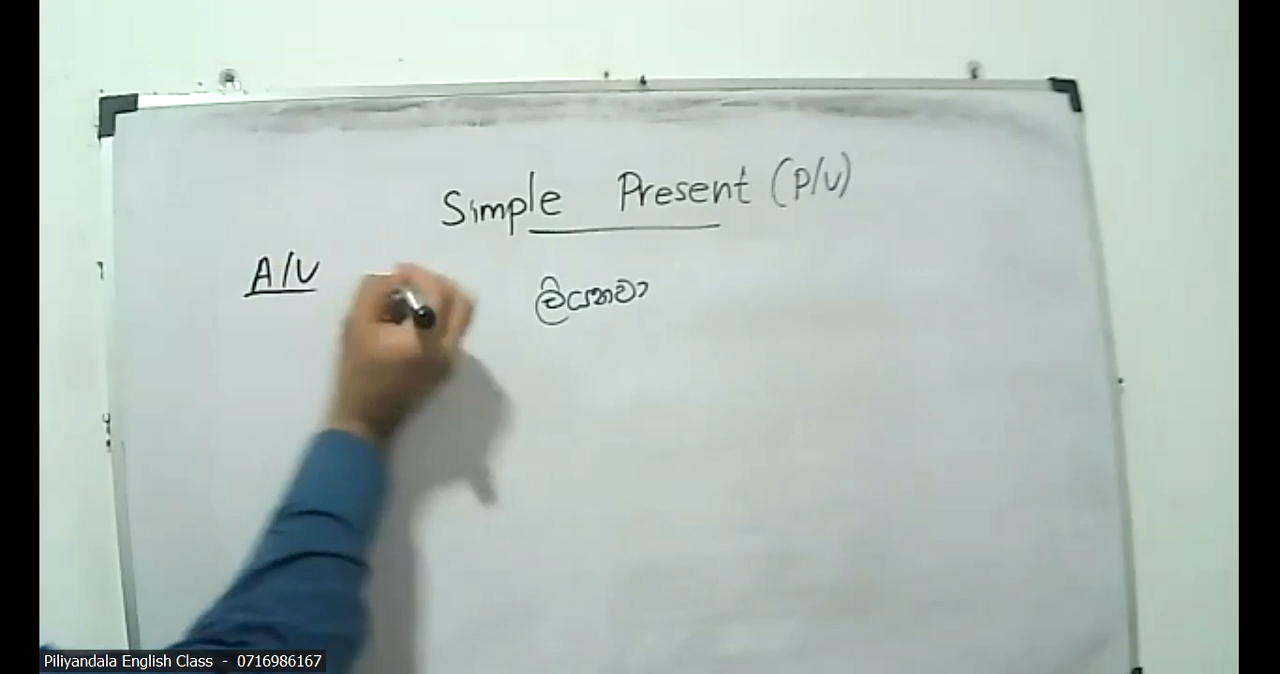 Simple Present (P/V)
A/V
ලියනවා
Piliyandala English Class - 0716986167